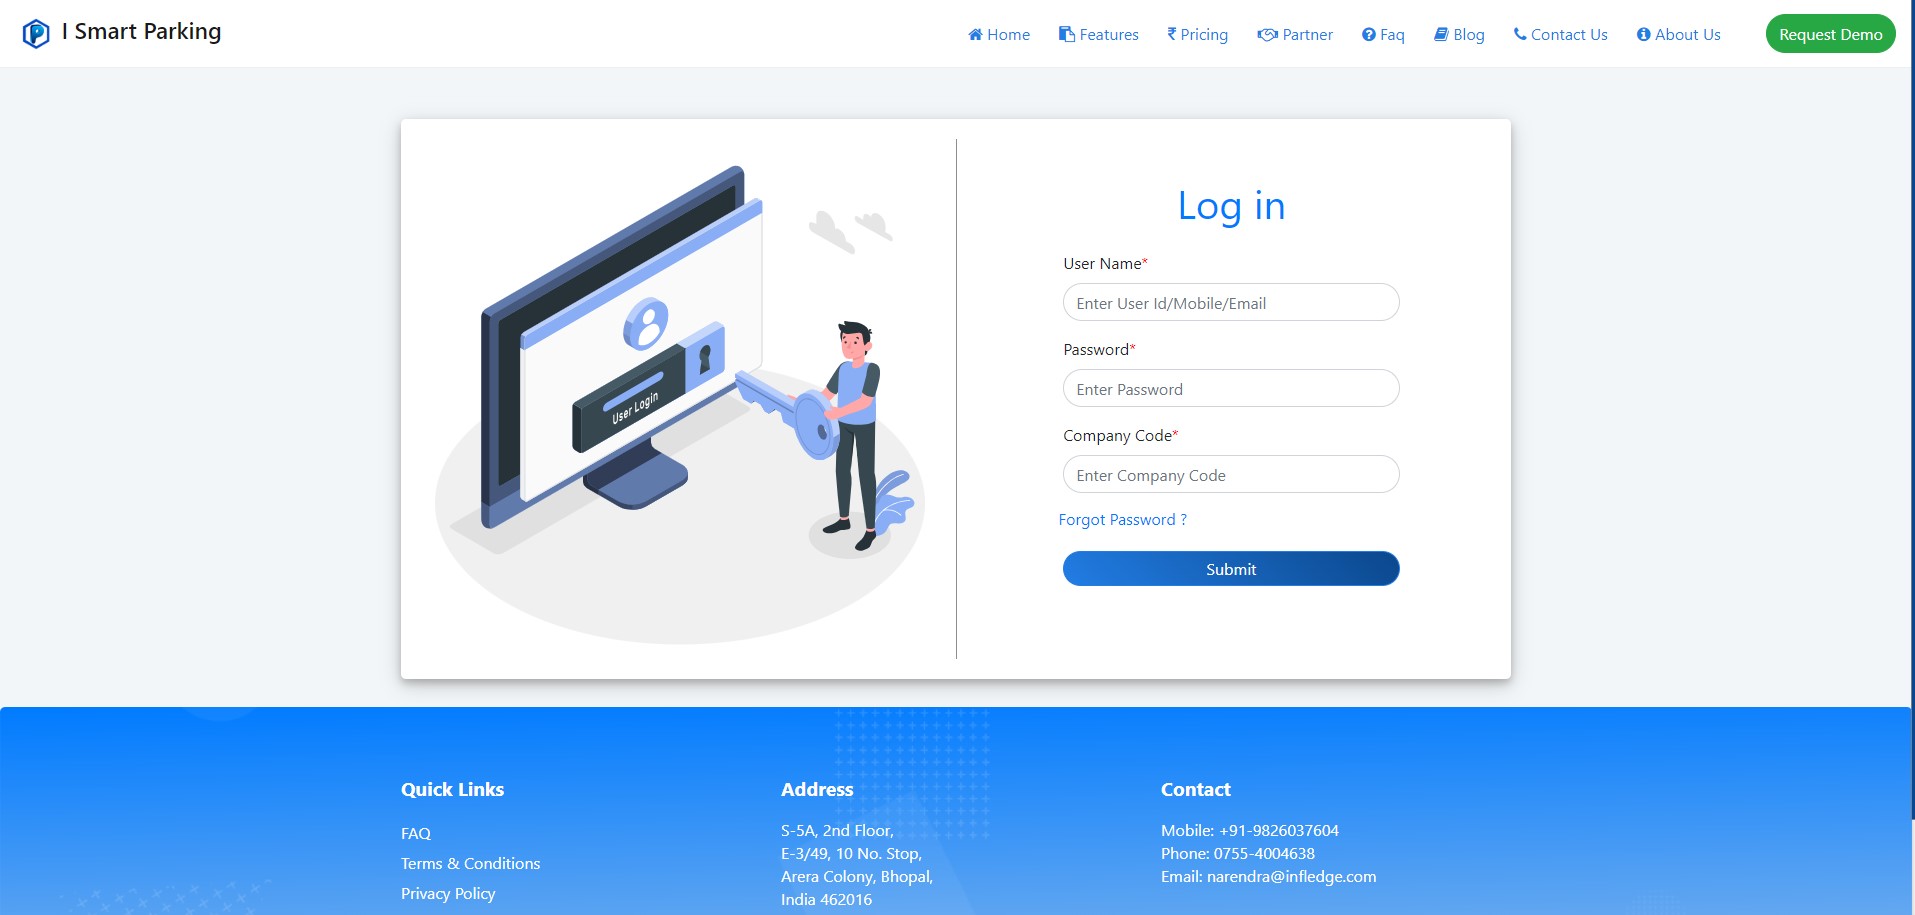 I Smart Parking
Home
Features
₹ Pricing
Partner
Faq
Blog
Contact Us
About Us
Request Demo
User Login
Log in
User Name*
Enter User Id/Mobile/Email
Password*
Enter Password
Company Code*
Enter Company Code
Forgot Password ?
Submit
Quick Links
FAQ
Terms & Conditions
Privacy Policy
Address
S-5A, 2nd Floor,
E-3/49, 10 No. Stop,
Arera Colony, Bhopal,
India 462016
Contact
Mobile: +91-9826037604
Phone: 0755-4004638
Email: narendra@infledge.com